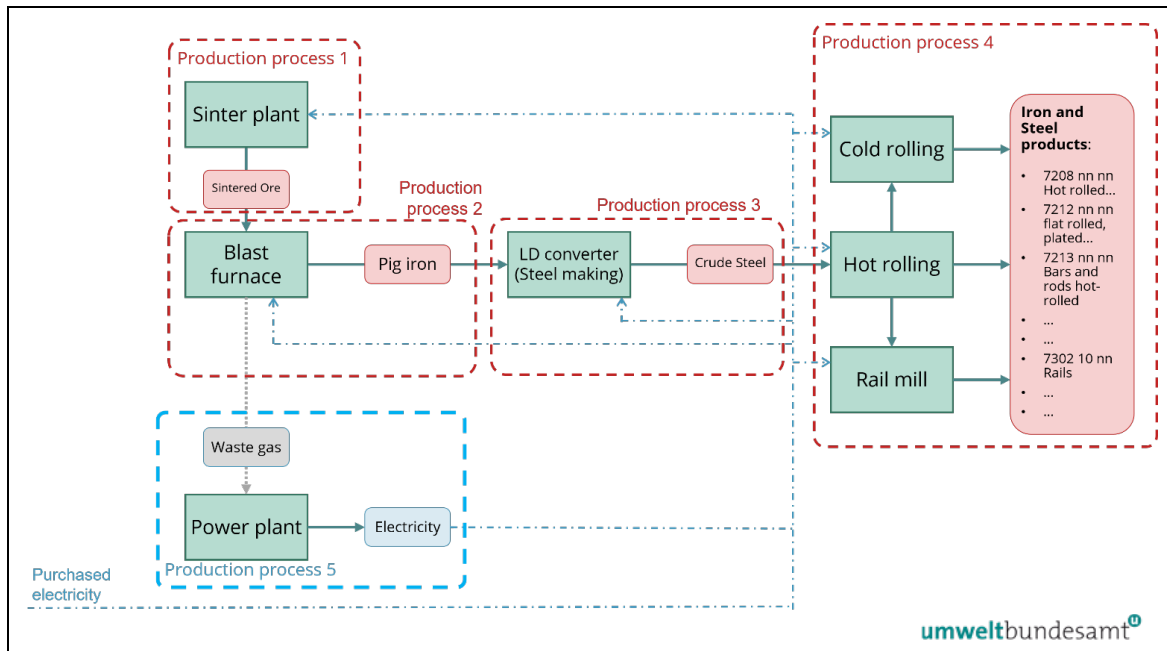 Production process 1
Sinter plant
Sintered Ore
Production
process 2
Blast
furnace
Pig iron
Production process 3
LD converter
(Steel making)
Crude Steel
Production process 4
Cold rolling
Hot rolling
Rail mill
Iron and
Steel
products:
• 7208 nn nn
Hot rolled...
• 7212 nn nn
flat rolled,
plated...
• 7213 nn nn
Bars and
rods hot-
rolled
• ...
• ...
• 7302 10 nn
Rails
• ...
• ...
Waste gas
Power plant
Electricity
Production process 5
Purchased
electricity
umweltbundesamt u